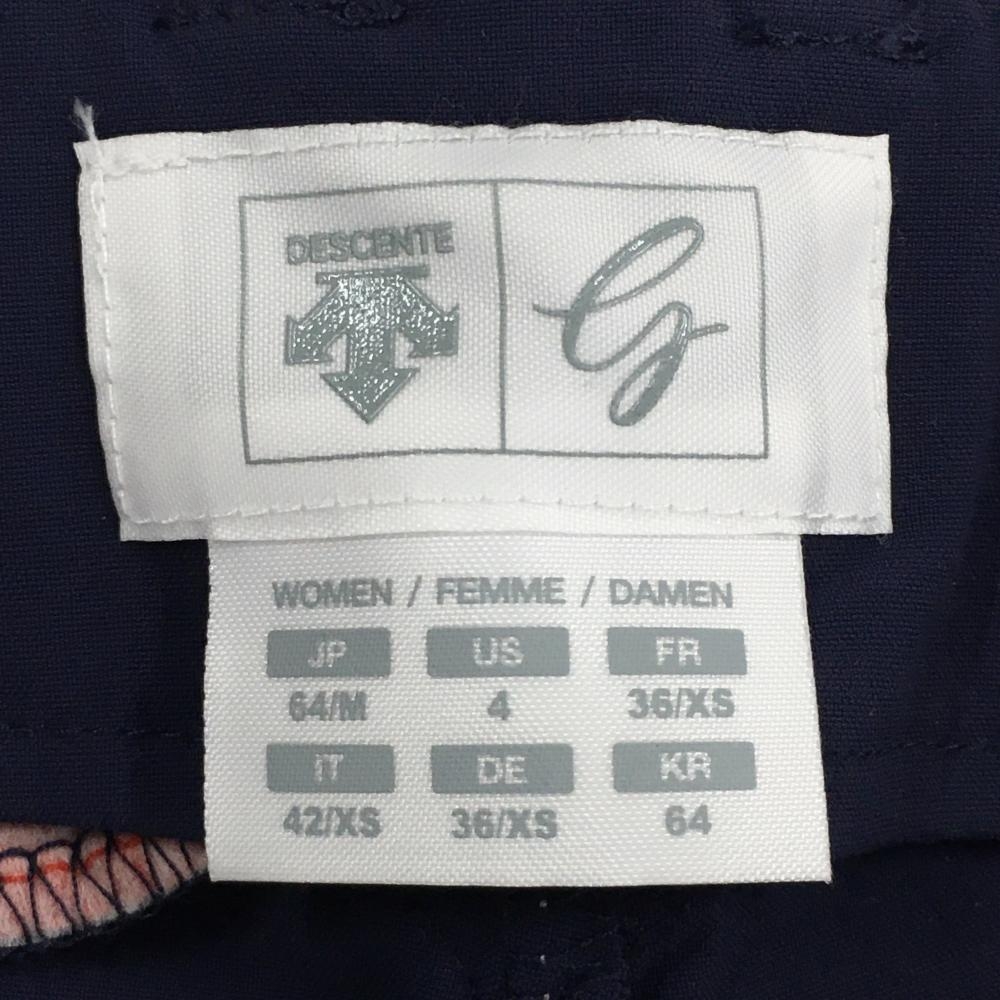 DESCENTE
G
WOMEN / FEMME / DAMEN
JP US FR
64/M 4 36/XS
IT DE KR
42/XS 36/XS 64